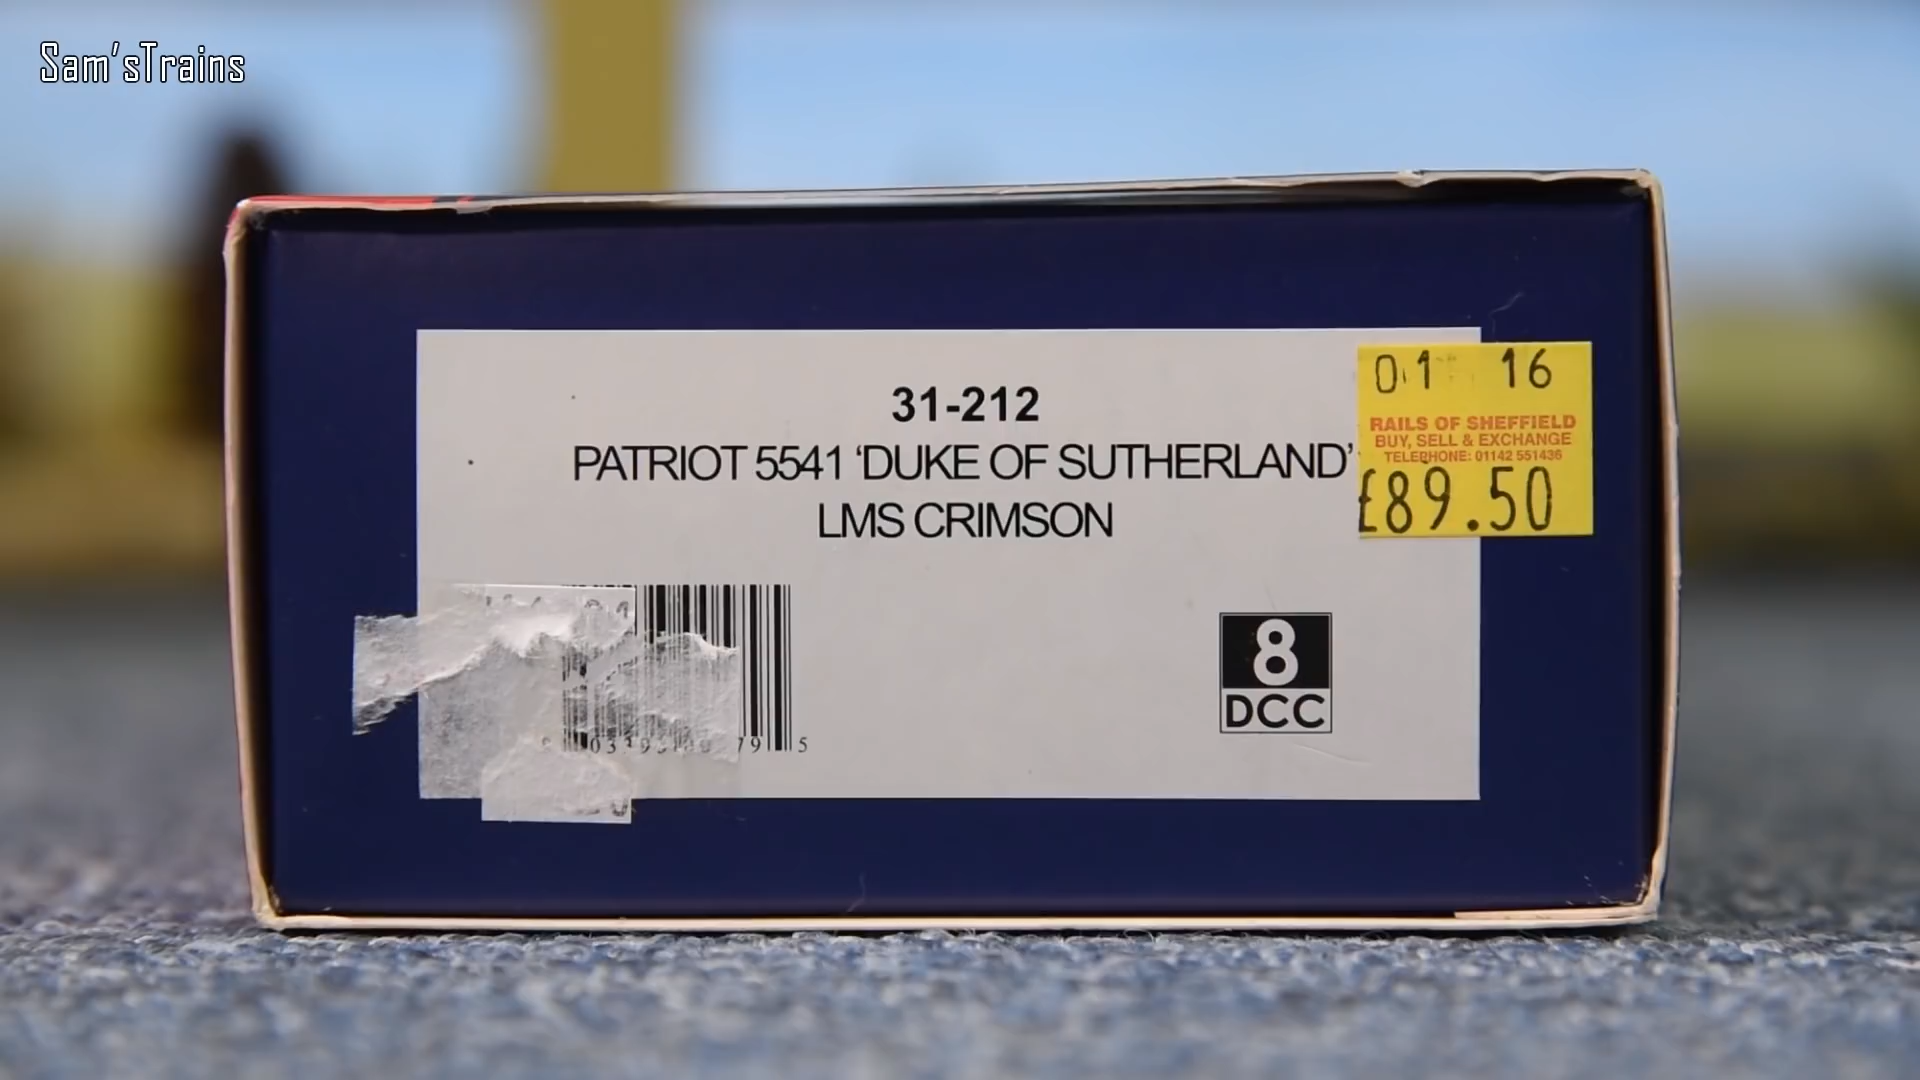 Sam'sTrains
31-212
PATRIOT 5541 ‘DUKE OF SUTHERLAND’
LMS CRIMSON
01 16
RAILS OF SHEFFIELD
BUY, SELL & EXCHANGE
TELEPHONE: 01142 551436
£89.50
8
DCC